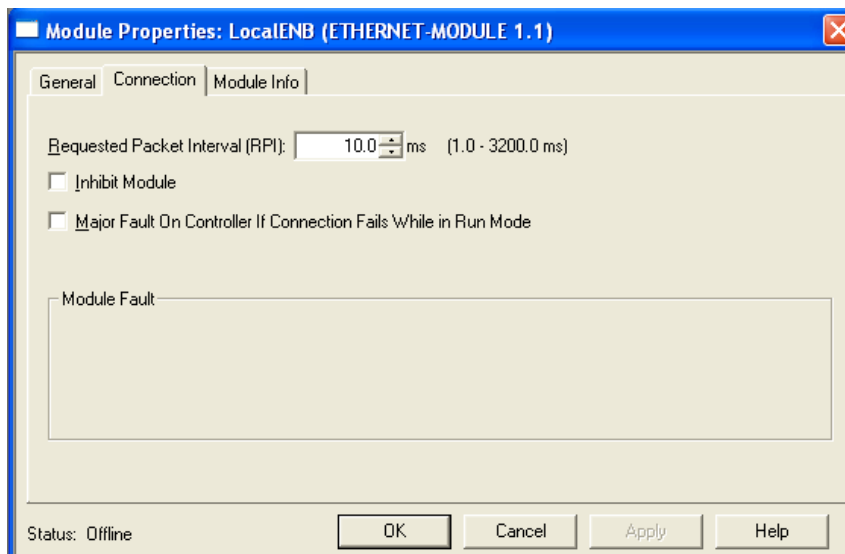 Module Properties: LocalENB (ETHERNET-MODULE 1.1)
General Connection Module Info
Requested Packet Interval (RPI): 10.0 ms (1.0 - 3200.0 ms)
Inhibit Module
Major Fault On Controller If Connection Fails While in Run Mode
Module Fault
Status: Offline OK Cancel Apply Help